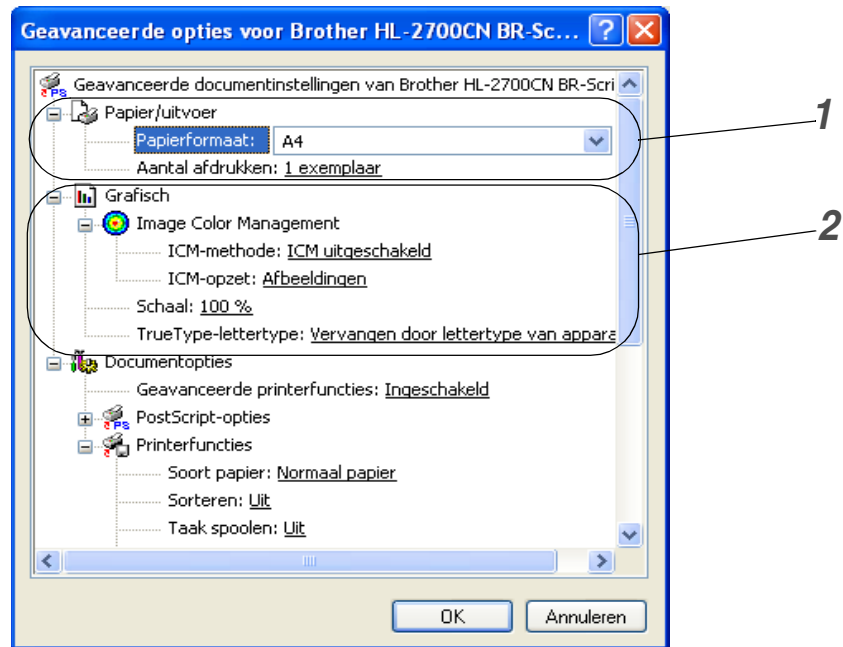 Geavanceerde opties voor Brother HL-2700CN BR-Sc...
Geavanceerde documentinstellingen van Brother HL-2700CN BR-Scri
Papier/uitvoer
Papierformaat: A4
Aantal afdrukken: 1 exemplaar
1
Grafisch
Image Color Management
ICM-methode: ICM uitgeschakeld
ICM-opzet: Afbeeldingen
Schaal: 100 %
TrueType-lettertype: Vervangen door lettertype van appara
2
Documentopties
Geavanceerde printerfuncties: Ingeschakeld
PostScript-opties
Printerfuncties
Soort papier: Normaal papier
Sorteren: Uit
Taak spoolen: Uit
OK Annuleren